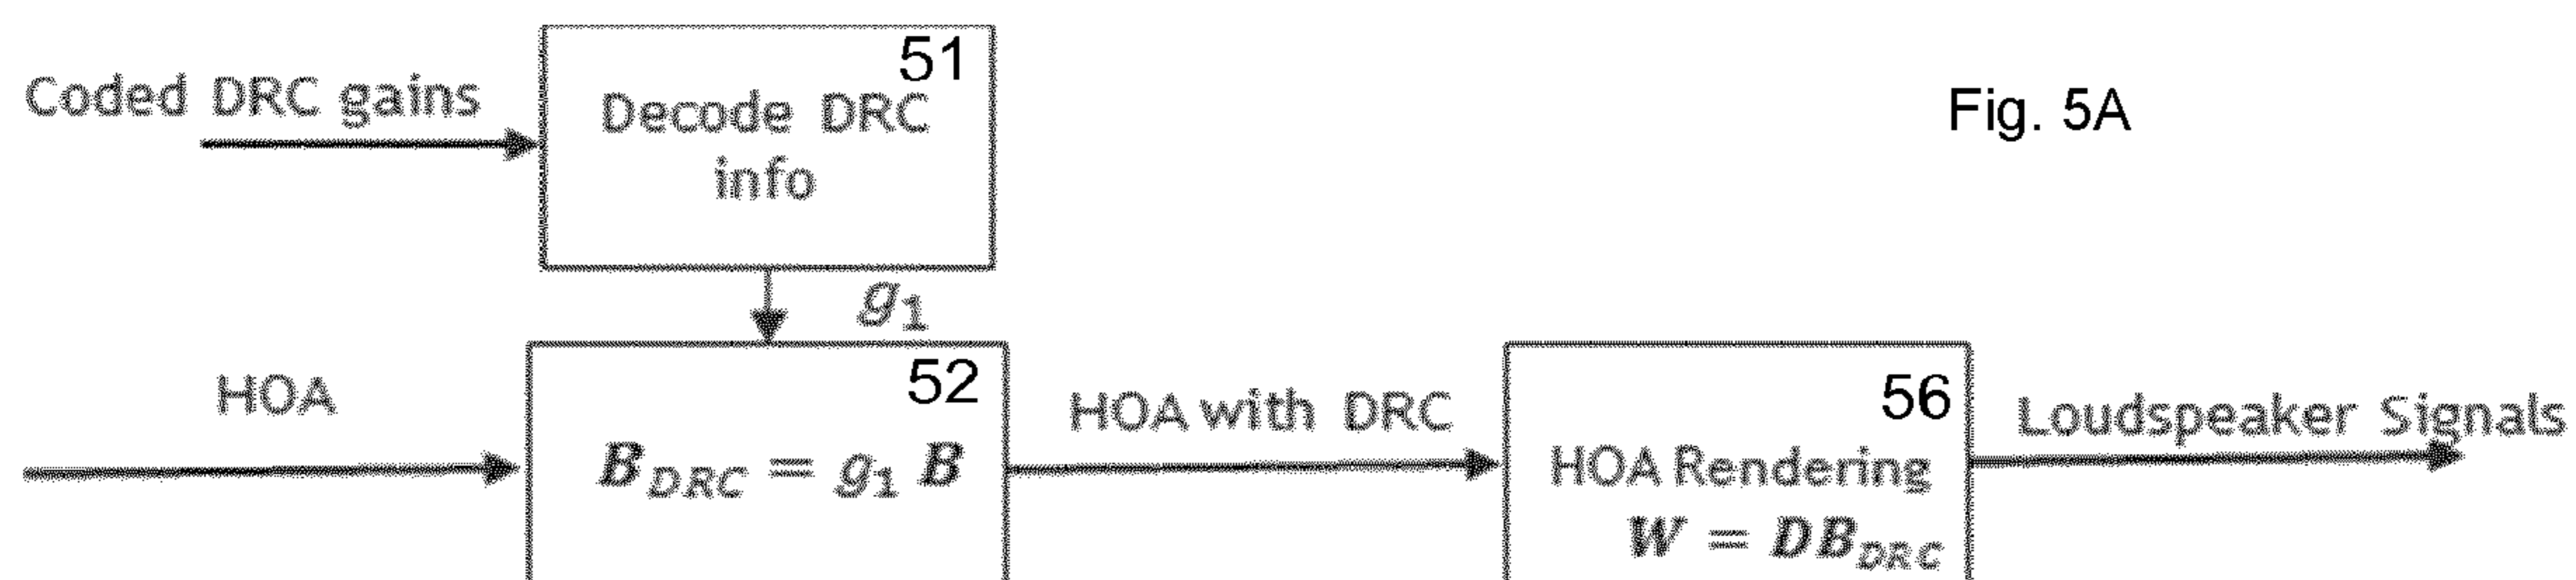 Coded DRC gains
51
Decode DRC
info
Fig. 5A
g₁
HOA
52
B_DRC = g₁ B
HOA with DRC
56
HOA Rendering
W = DB_DRC
Loudspeaker Signals